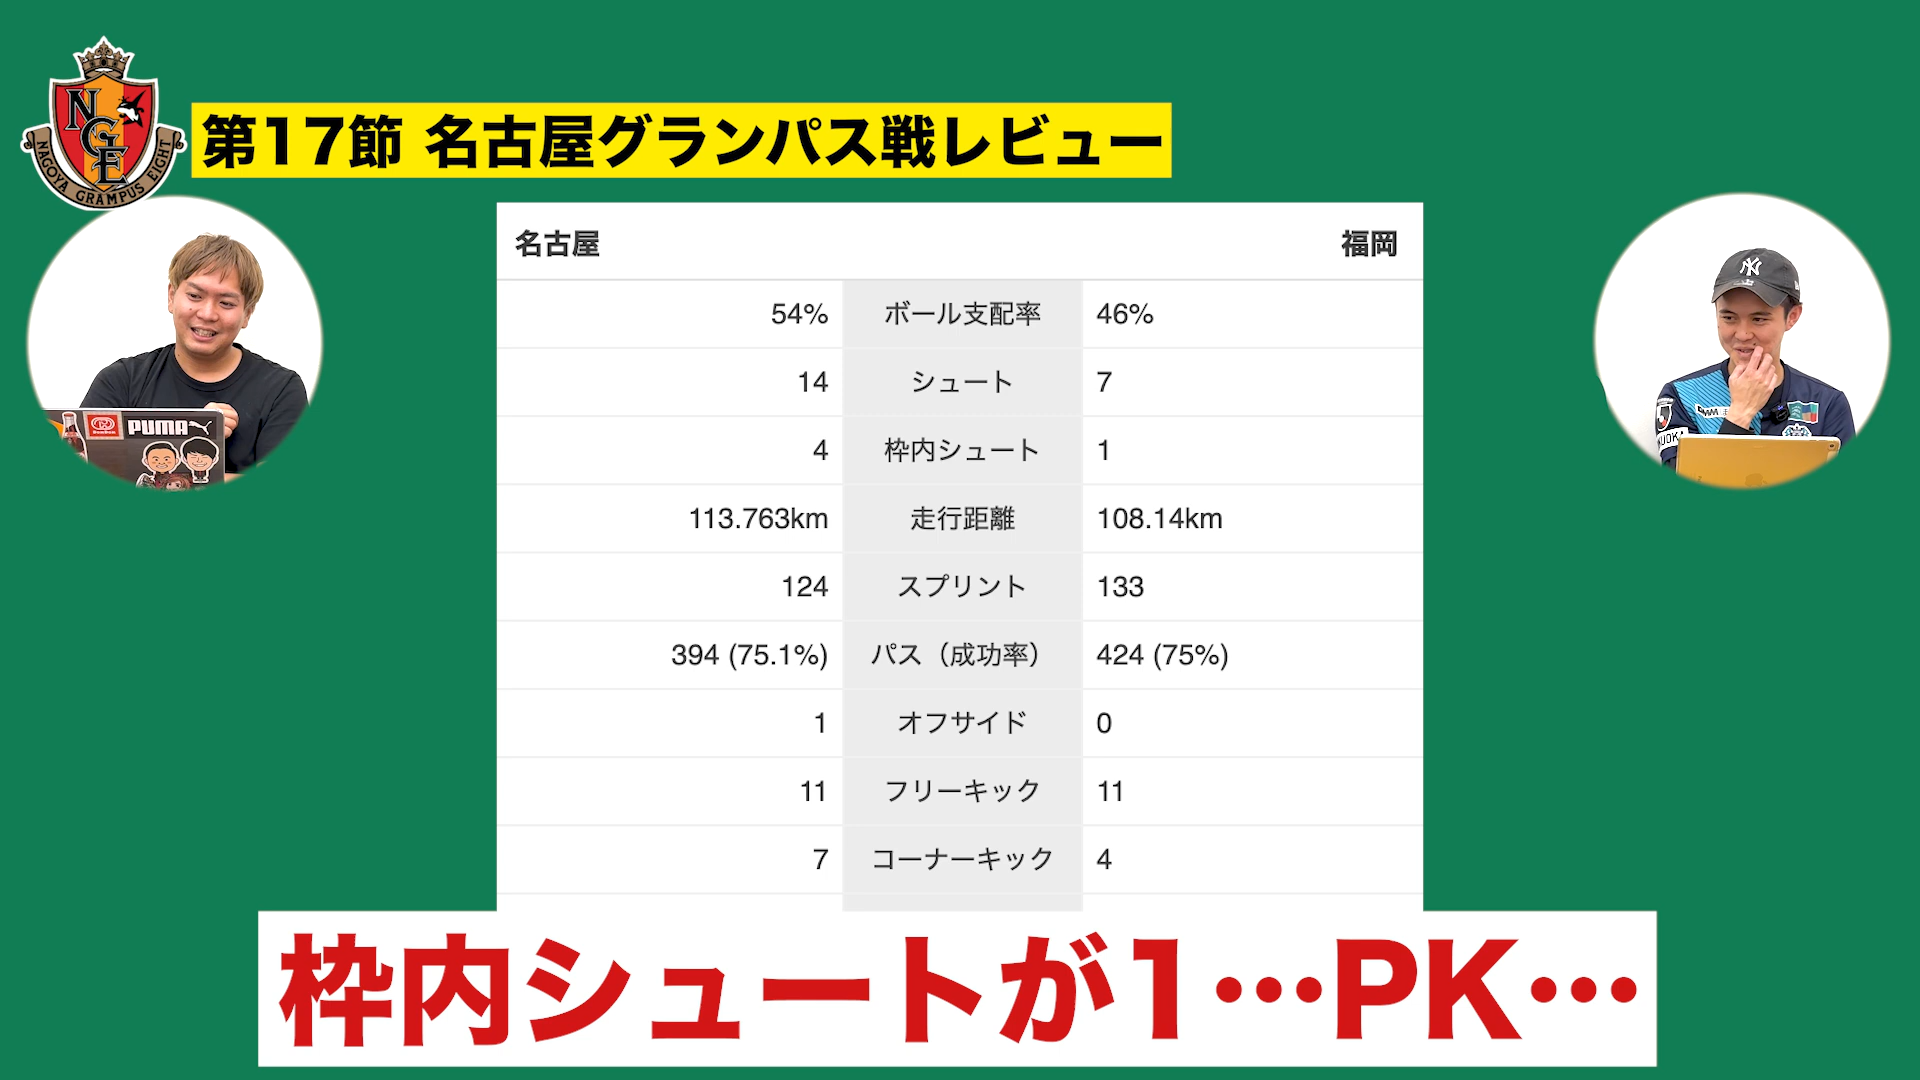 NGE
NAGOYA GRAMPUS EIGHT
第17節 名古屋グランパス戦レビュー
名古屋 福岡
54% ボール支配率 46%
14 シュート 7
4 枠内シュート 1
113.763km 走行距離 108.14km
124 スプリント 133
394 (75.1%) パス（成功率） 424 (75%)
1 オフサイド 0
11 フリーキック 11
7 コーナーキック 4
PUMA
NY
DMM
UOKA
枠内シュートが1…PK…